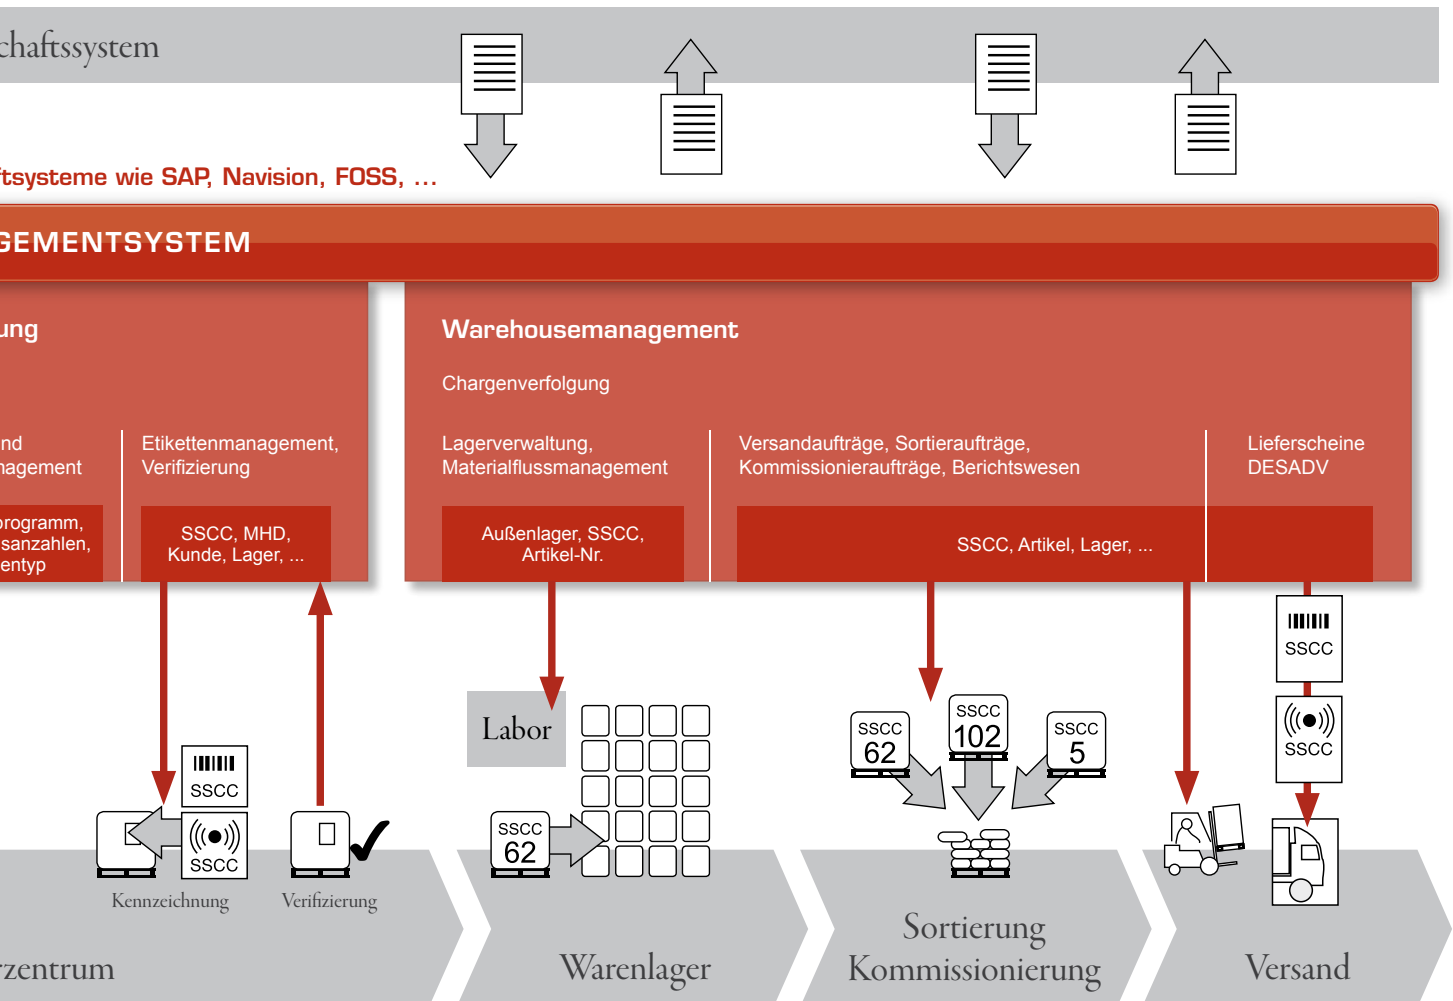 chaftssystem
ftsysteme wie SAP, Navision, FOSS, ...
GEMENTSYSTEM
ung
Warehousemanagement
Chargenverfolgung
nd
nagement
Etikettenmanagement,
Verifizierung
Lagerverwaltung,
Materialflussmanagement
Versandaufträge, Sortieraufträge,
Kommissionieraufträge, Berichtswesen
Lieferscheine
DESADV
programm,
sanzahlen,
entyp
SSCC, MHD,
Kunde, Lager, ...
Außenlager, SSCC,
Artikel-Nr.
SSCC, Artikel, Lager, ...
SSCC
SSCC
SSCC
SSCC
Labor
SSCC
62
SSCC
62
SSCC
102
SSCC
5
Kennzeichnung
Verifizierung
rzentrum
Warenlager
Sortierung
Kommissionierung
Versand